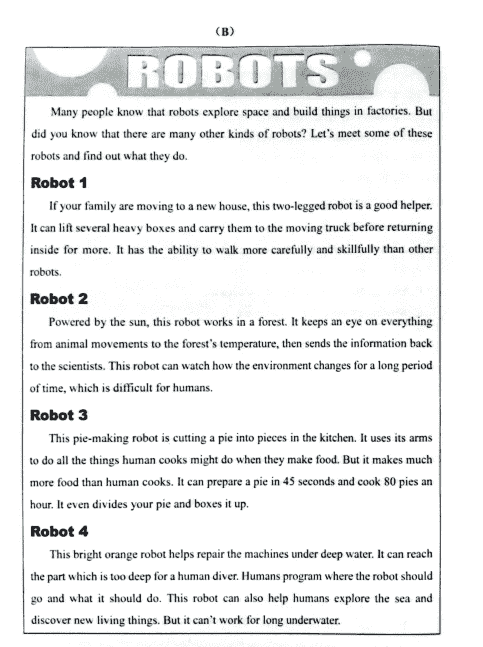 (B)
ROBOTS
Many people know that robots explore space and build things in factories. But
did you know that there are many other kinds of robots? Let's meet some of these
robots and find out what they do.
Robot 1
If your family are moving to a new house, this two-legged robot is a good helper.
It can lift several heavy boxes and carry them to the moving truck before returning
inside for more. It has the ability to walk more carefully and skillfully than other
robots.
Robot 2
Powered by the sun, this robot works in a forest. It keeps an eye on everything
from animal movements to the forest's temperature, then sends the information back
to the scientists. This robot can watch how the environment changes for a long period
of time, which is difficult for humans.
Robot 3
This pie-making robot is cutting a pie into pieces in the kitchen. It uses its arms
to do all the things human cooks might do when they make food. But it makes much
more food than human cooks. It can prepare a pie in 45 seconds and cook 80 pies an
hour. It even divides your pie and boxes it up.
Robot 4
This bright orange robot helps repair the machines under deep water. It can reach
the part which is too deep for a human diver. Humans program where the robot should
go and what it should do. This robot can also help humans explore the sea and
discover new living things. But it can't work for long underwater.